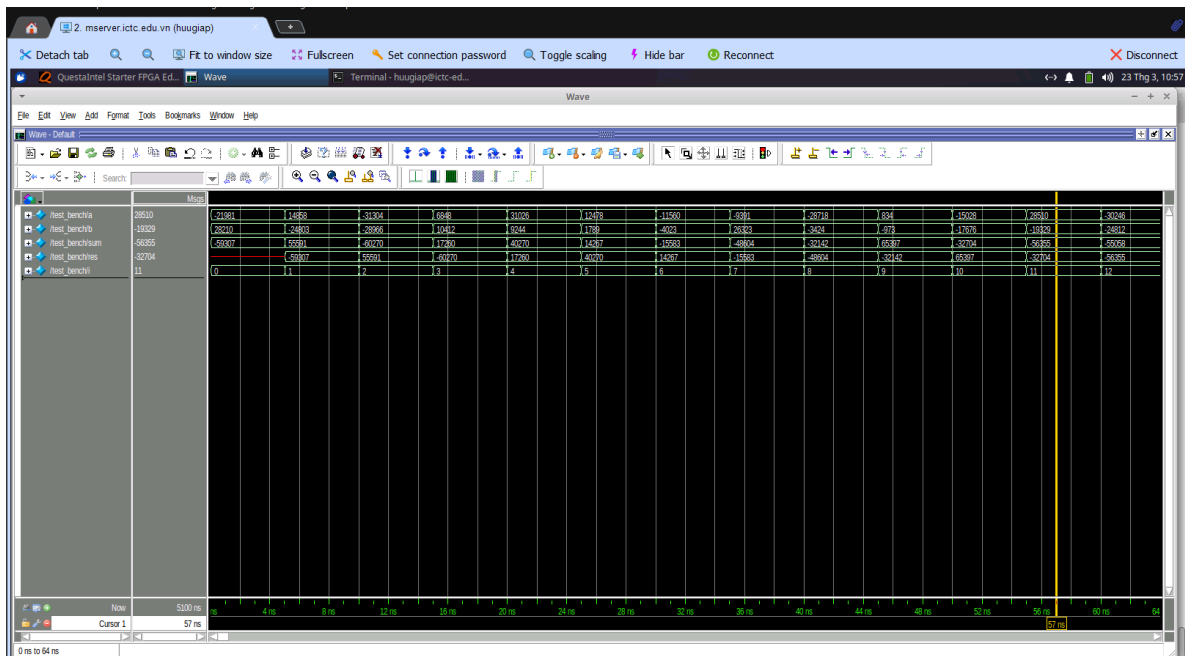 2. mserver.ictc.edu.vn (huugiap)
Detach tab Fit to window size Fullscreen Set connection password Toggle scaling Hide bar Reconnect Disconnect
QuestaIntel Starter FPGA Ed... Wave Terminal - huugiap@ictc-ed... 23 Thg 3, 10:57
Wave
File Edit View Add Format Tools Bookmarks Window Help
Wave - Default
Search:
Msgs
/test_bench/a 28510 -21981 14858 -31304 6848 31026 12478 -11560 -9391 -28718 834 -15028 28510 -30246
/test_bench/b -19329 28210 -24803 -28966 10412 9244 1789 -4023 26323 -3424 -973 -17676 -19329 -24812
/test_bench/sum -56355 -59307 55591 -60270 17260 40270 14267 -15583 -48604 -32142 65397 -32704 -56355 -55058
/test_bench/res -32704 -59307 55591 -60270 17260 40270 14267 -15583 -48604 -32142 65397 -32704 -56355
/test_bench/i 11 0 1 2 3 4 5 6 7 8 9 10 11 12
Now 5100 ns ns 4 ns 8 ns 12 ns 16 ns 20 ns 24 ns 28 ns 32 ns 36 ns 40 ns 44 ns 48 ns 52 ns 56 ns 60 ns 64
Cursor 1 57 ns 57 ns
0 ns to 64 ns